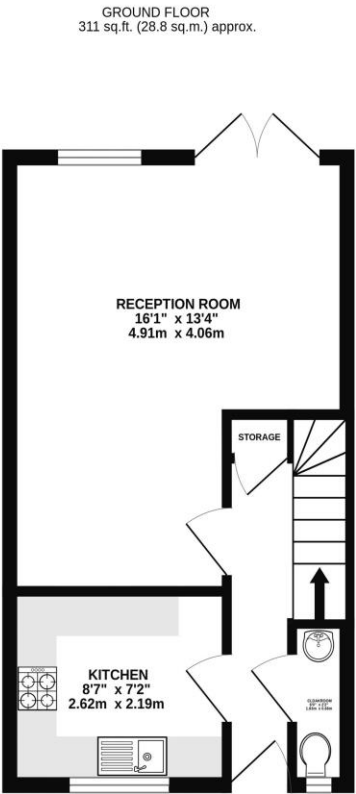 GROUND FLOOR
311 sq.ft. (28.8 sq.m.) approx.
RECEPTION ROOM
16'1" x 13'4"
4.91m x 4.06m
STORAGE
KITCHEN
8'7" x 7'2"
2.62m x 2.19m
CLOAKROOM